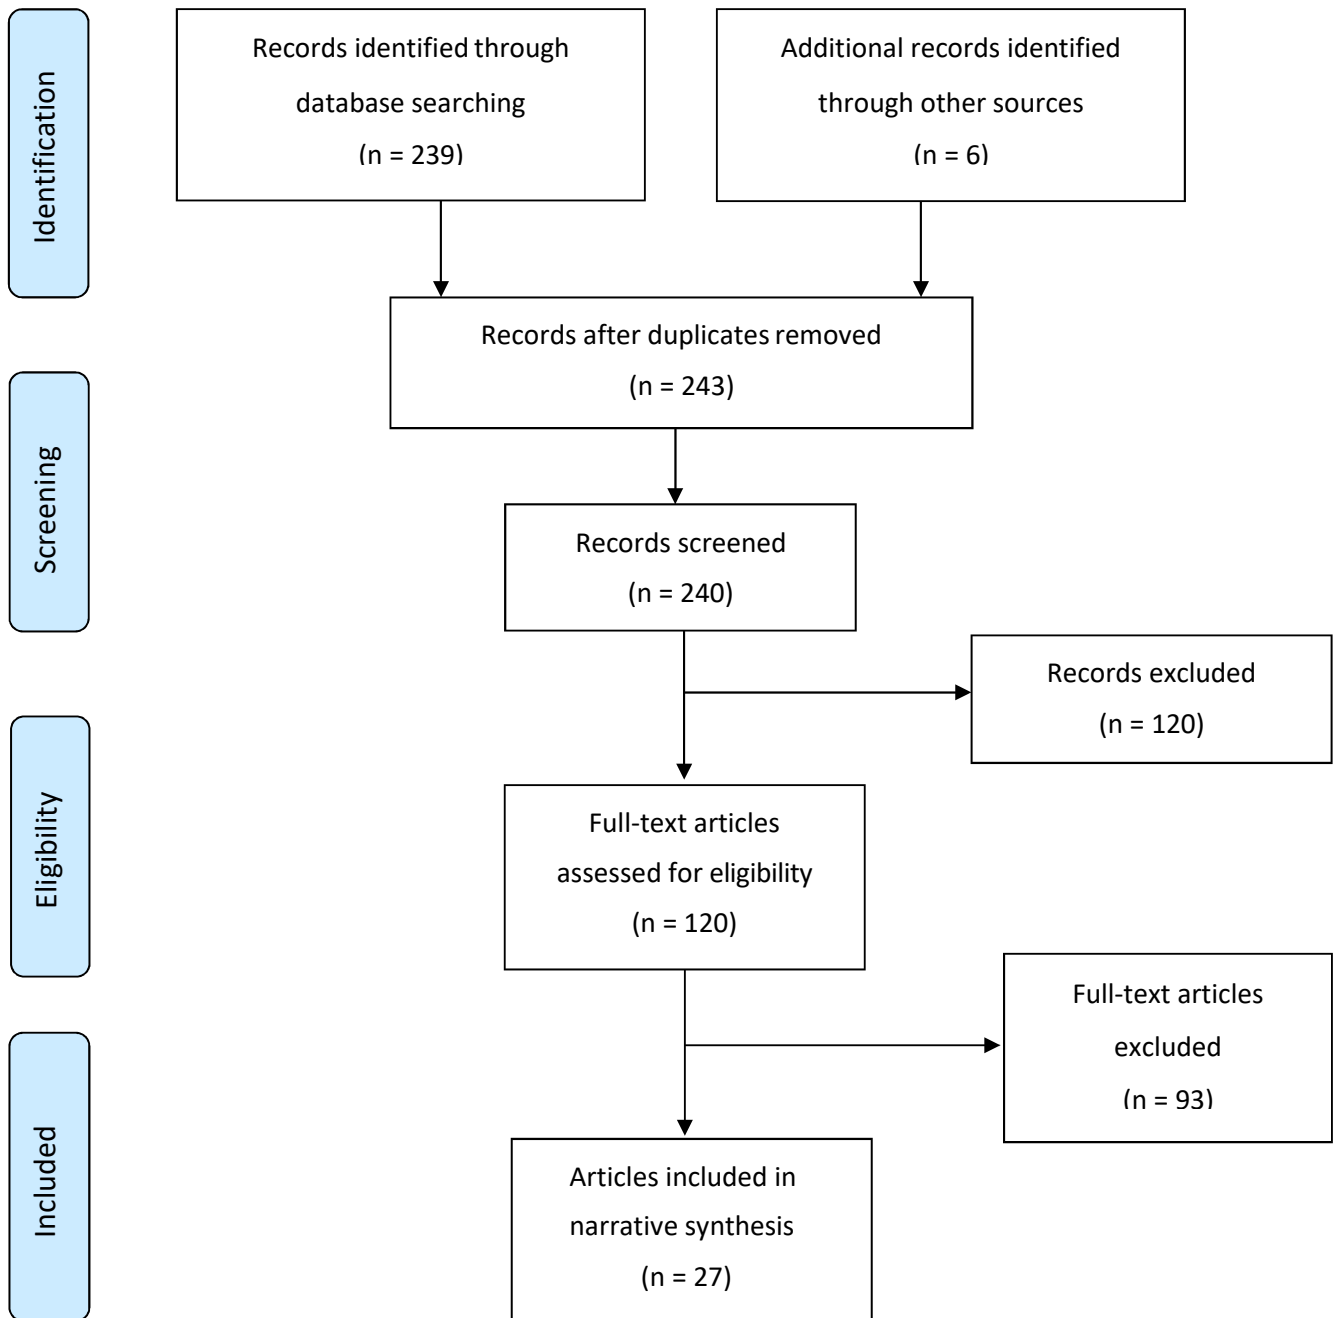 Identification
Records identified through
database searching
(n = 239)
Additional records identified
through other sources
(n = 6)
Records after duplicates removed
(n = 243)
Screening
Records screened
(n = 240)
Records excluded
(n = 120)
Eligibility
Full-text articles
assessed for eligibility
(n = 120)
Full-text articles
excluded
(n = 93)
Included
Articles included in
narrative synthesis
(n = 27)